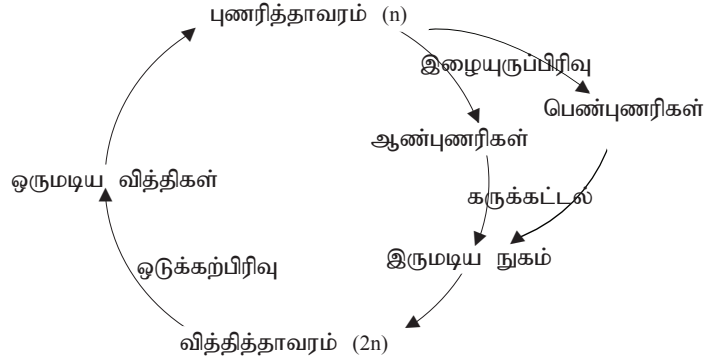 புணரித்தாவரம் (n)
இழையுருப்பிரிவு
பெண்புணரிகள்
ஆண்புணரிகள்
ஒருமடிய வித்திகள்
கருக்கட்டல்
இருமடிய நுகம்
ஒடுக்கற்பிரிவு
வித்தித்தாவரம் (2n)